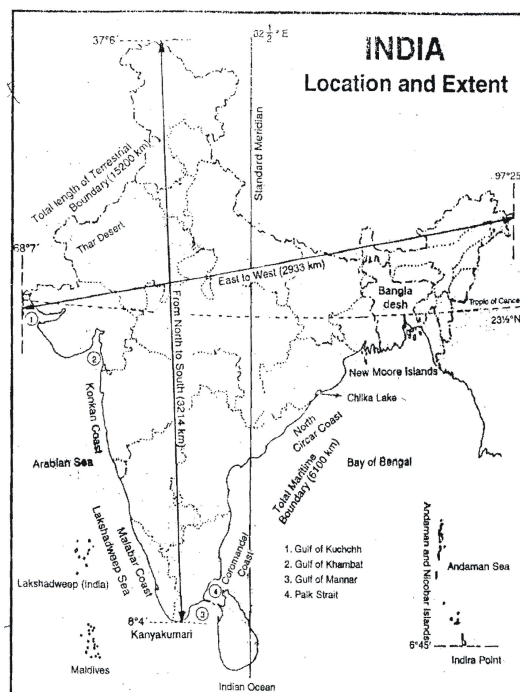 INDIA
Location and Extent
37°6'
82 1/2° E
Standard Meridian
97°25'
Total length of Terrestrial
Boundary (15200 km)
Thar Desert
68°7'
East to West (2933 km)
From North to South (3214 km)
Bangla
desh
Tropic of Cancer
23½°N
1
2
New Moore Islands
Chilka Lake
North
Circar Coast
Total Maritime
Boundary (6100 km)
Bay of Bengal
Konkan Coast
Arabian Sea
Malabar Coast
Lakshadweep Sea
Lakshadweep (India)
Coromandal
Coast
1. Gulf of Kuchchh
2. Gulf of Khambat
3. Gulf of Mannar
4. Palk Strait
Andaman and Nicobar Islands
Andaman Sea
4
3
8°4'
Kanyakumari
6°45'
Indira Point
Maldives
Indian Ocean